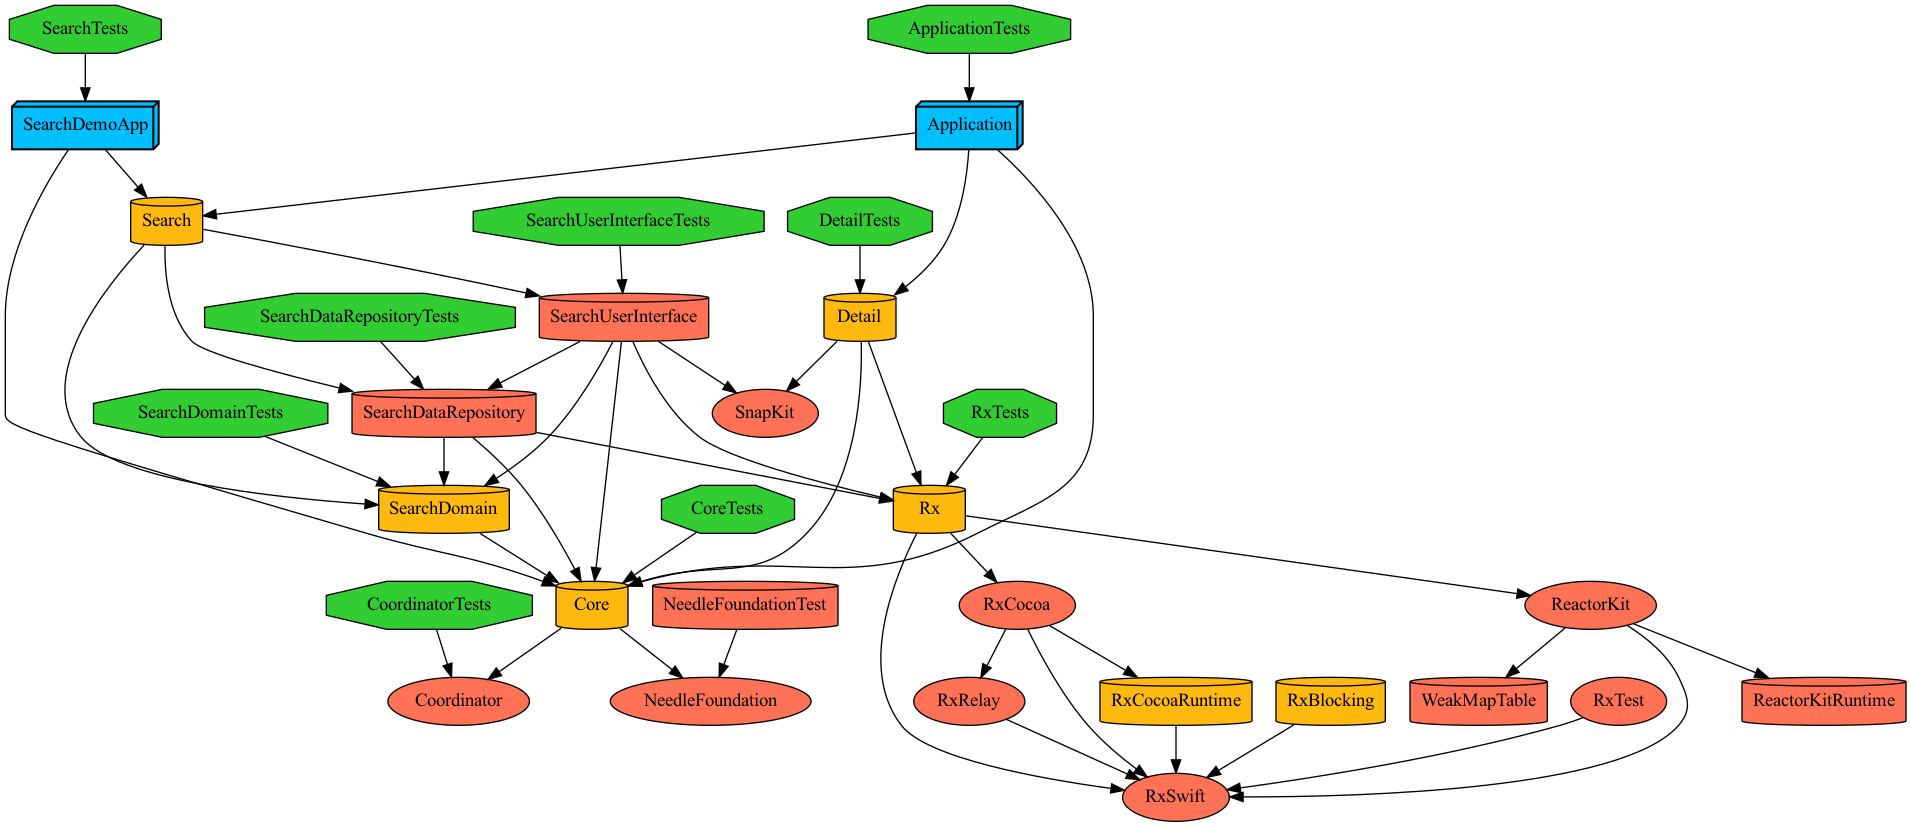 SearchTests
ApplicationTests
SearchDemoApp
Application
Search
SearchUserInterfaceTests
DetailTests
SearchDataRepositoryTests
SearchUserInterface
Detail
SearchDomainTests
SearchDataRepository
SnapKit
RxTests
SearchDomain
CoreTests
Rx
CoordinatorTests
Core
NeedleFoundationTest
RxCocoa
ReactorKit
Coordinator
NeedleFoundation
RxRelay
RxCocoaRuntime
RxBlocking
WeakMapTable
RxTest
ReactorKitRuntime
RxSwift